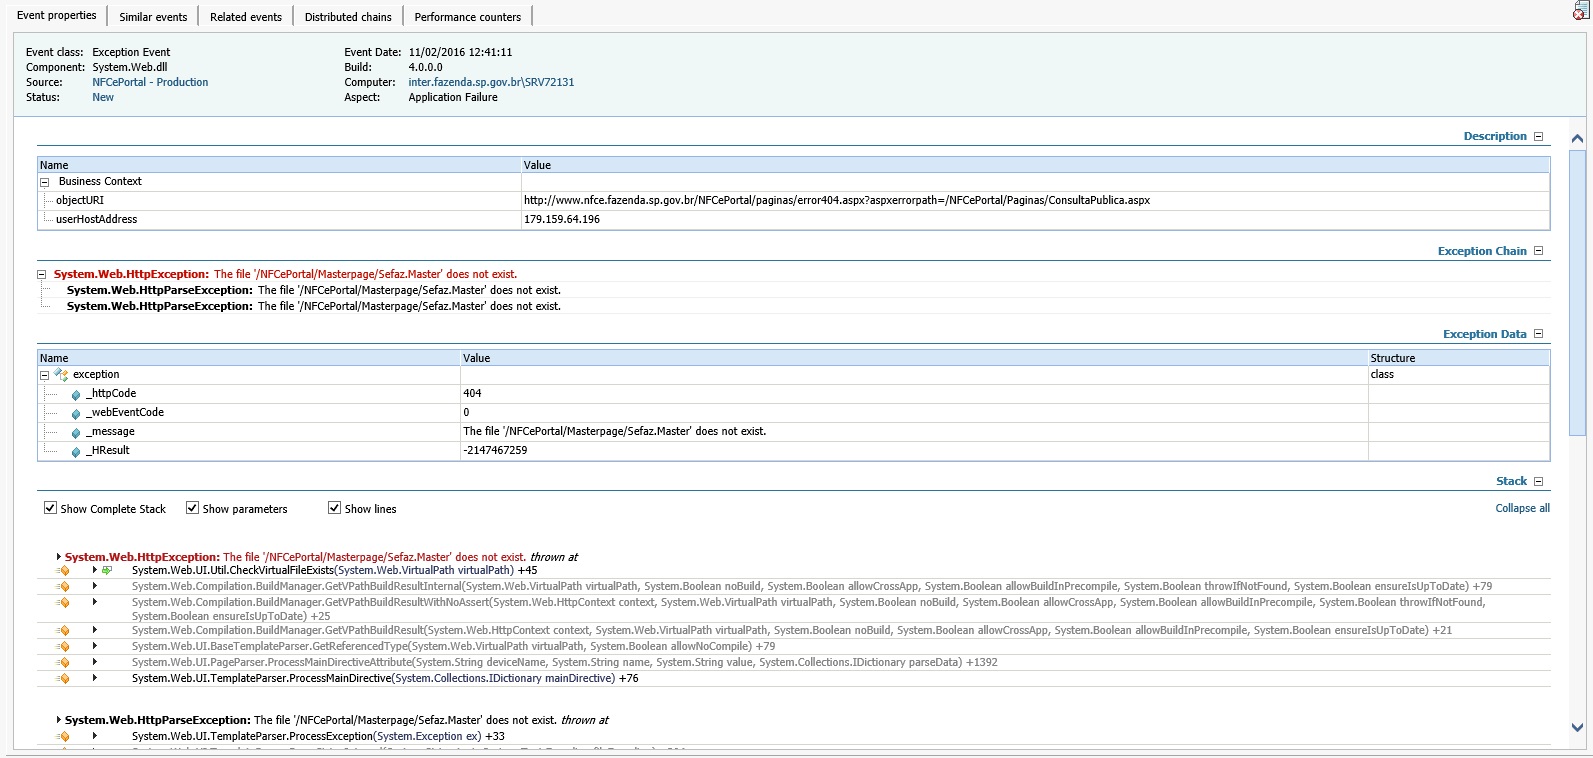 Event properties Similar events Related events Distributed chains Performance counters
Event class: Exception Event Event Date: 11/02/2016 12:41:11
Component: System.Web.dll Build: 4.0.0.0
Source: NFCePortal - Production Computer: inter.fazenda.sp.gov.br\SRV72131
Status: New Aspect: Application Failure
Description
Name Value
Business Context
objectURI http://www.nfce.fazenda.sp.gov.br/NFCePortal/paginas/error404.aspx?aspxerrorpath=/NFCePortal/Paginas/ConsultaPublica.aspx
userHostAddress 179.159.64.196
Exception Chain
System.Web.HttpException: The file '/NFCePortal/Masterpage/Sefaz.Master' does not exist.
System.Web.HttpParseException: The file '/NFCePortal/Masterpage/Sefaz.Master' does not exist.
System.Web.HttpParseException: The file '/NFCePortal/Masterpage/Sefaz.Master' does not exist.
Exception Data
Name Value Structure
exception class
_httpCode 404
_webEventCode 0
_message The file '/NFCePortal/Masterpage/Sefaz.Master' does not exist.
_HResult -2147467259
Stack
Show Complete Stack Show parameters Show lines Collapse all
System.Web.HttpException: The file '/NFCePortal/Masterpage/Sefaz.Master' does not exist. thrown at
System.Web.UI.Util.CheckVirtualFileExists(System.Web.VirtualPath virtualPath) +45
System.Web.Compilation.BuildManager.GetVPathBuildResultInternal(System.Web.VirtualPath virtualPath, System.Boolean noBuild, System.Boolean allowCrossApp, System.Boolean allowBuildInPrecompile, System.Boolean throwIfNotFound, System.Boolean ensureIsUpToDate) +79
System.Web.Compilation.BuildManager.GetVPathBuildResultWithNoAssert(System.Web.HttpContext context, System.Web.VirtualPath virtualPath, System.Boolean noBuild, System.Boolean allowCrossApp, System.Boolean allowBuildInPrecompile, System.Boolean throwIfNotFound,
System.Boolean ensureIsUpToDate) +25
System.Web.Compilation.BuildManager.GetVPathBuildResult(System.Web.HttpContext context, System.Web.VirtualPath virtualPath, System.Boolean noBuild, System.Boolean allowCrossApp, System.Boolean allowBuildInPrecompile, System.Boolean ensureIsUpToDate) +21
System.Web.UI.BaseTemplateParser.GetReferencedType(System.Web.VirtualPath virtualPath, System.Boolean allowNoCompile) +79
System.Web.UI.PageParser.ProcessMainDirectiveAttribute(System.String deviceName, System.String name, System.String value, System.Collections.IDictionary parseData) +1392
System.Web.UI.TemplateParser.ProcessMainDirective(System.Collections.IDictionary mainDirective) +76
System.Web.HttpParseException: The file '/NFCePortal/Masterpage/Sefaz.Master' does not exist. thrown at
System.Web.UI.TemplateParser.ProcessException(System.Exception ex) +33